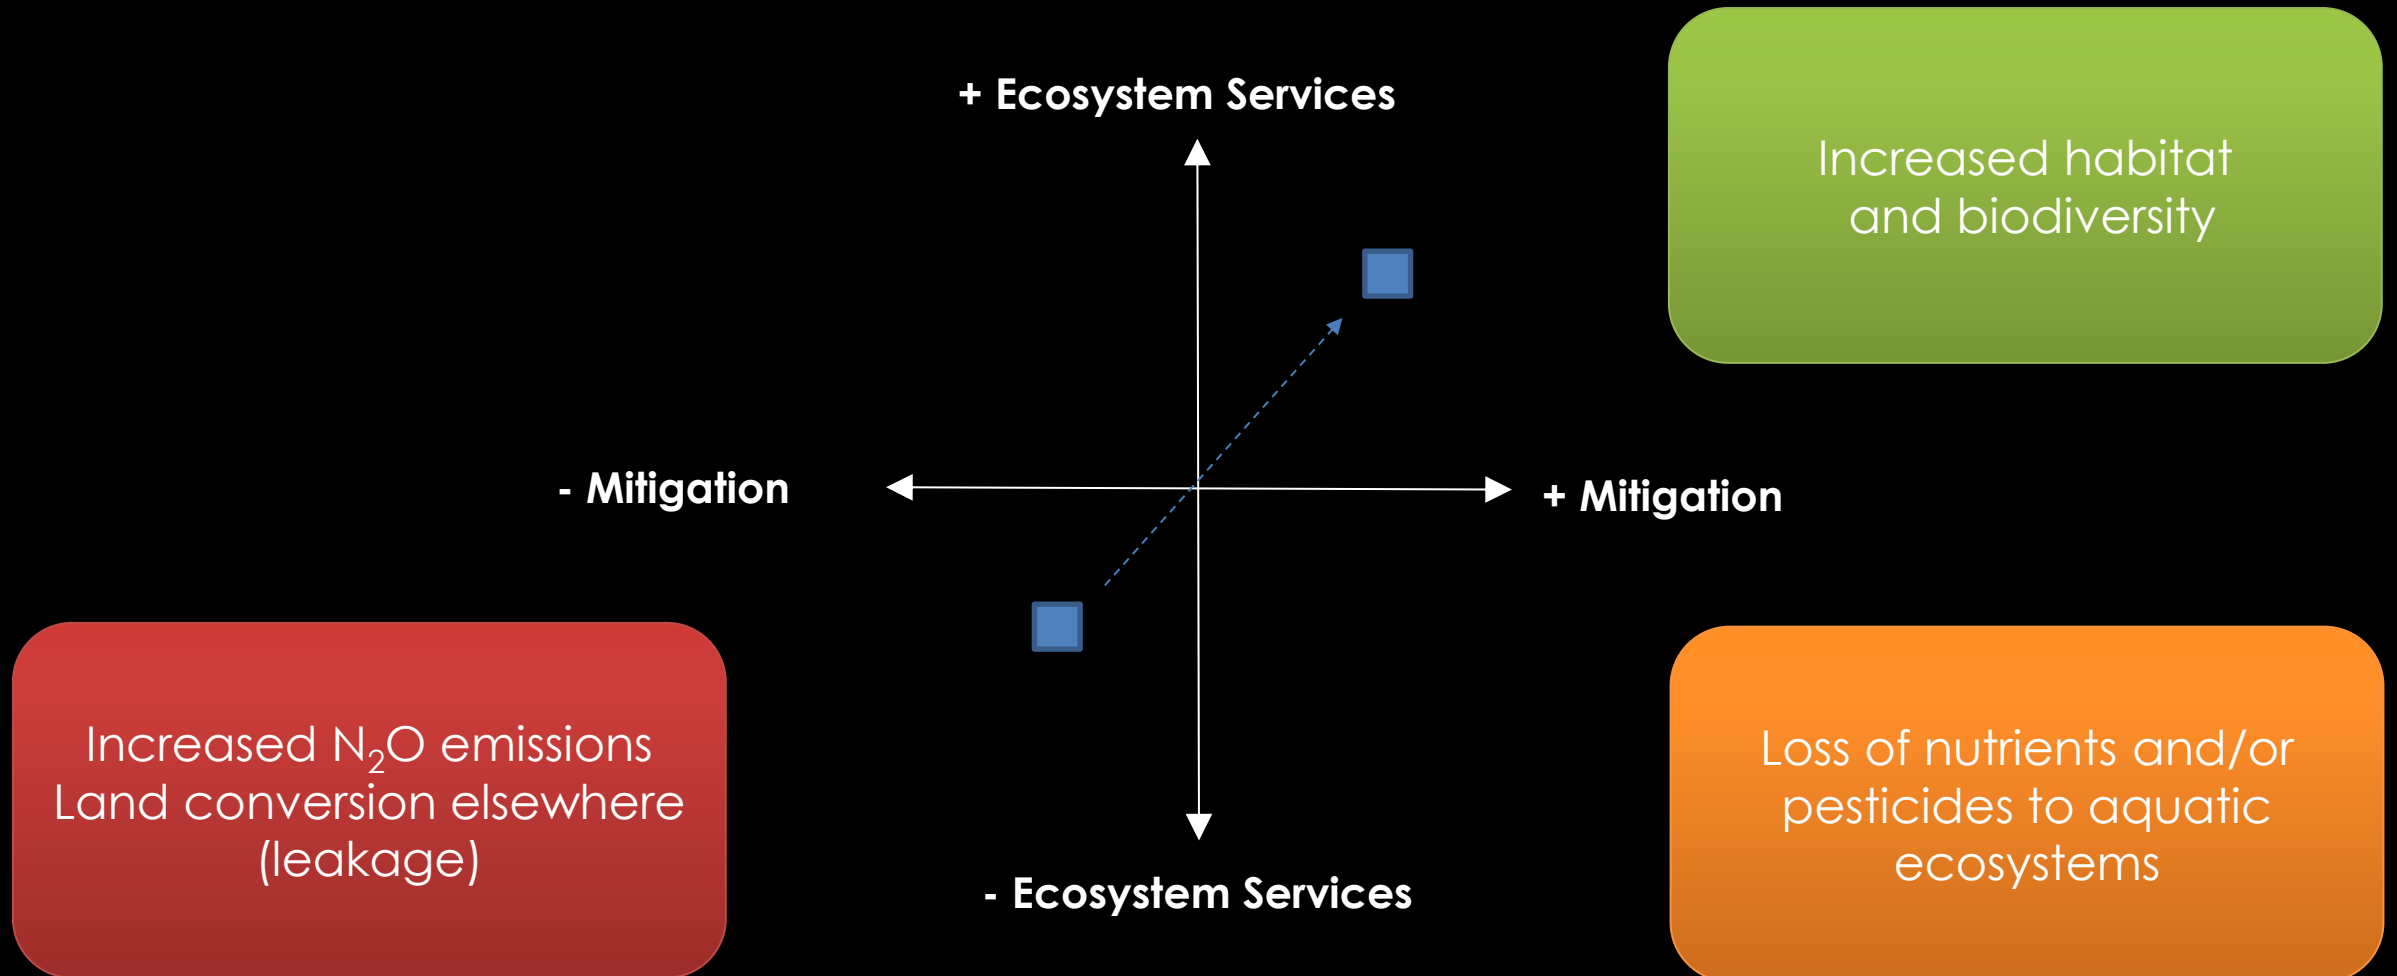 + Ecosystem Services
Increased habitat
and biodiversity
- Mitigation
+ Mitigation
Increased N₂O emissions
Land conversion elsewhere
(leakage)
Loss of nutrients and/or
pesticides to aquatic
ecosystems
- Ecosystem Services